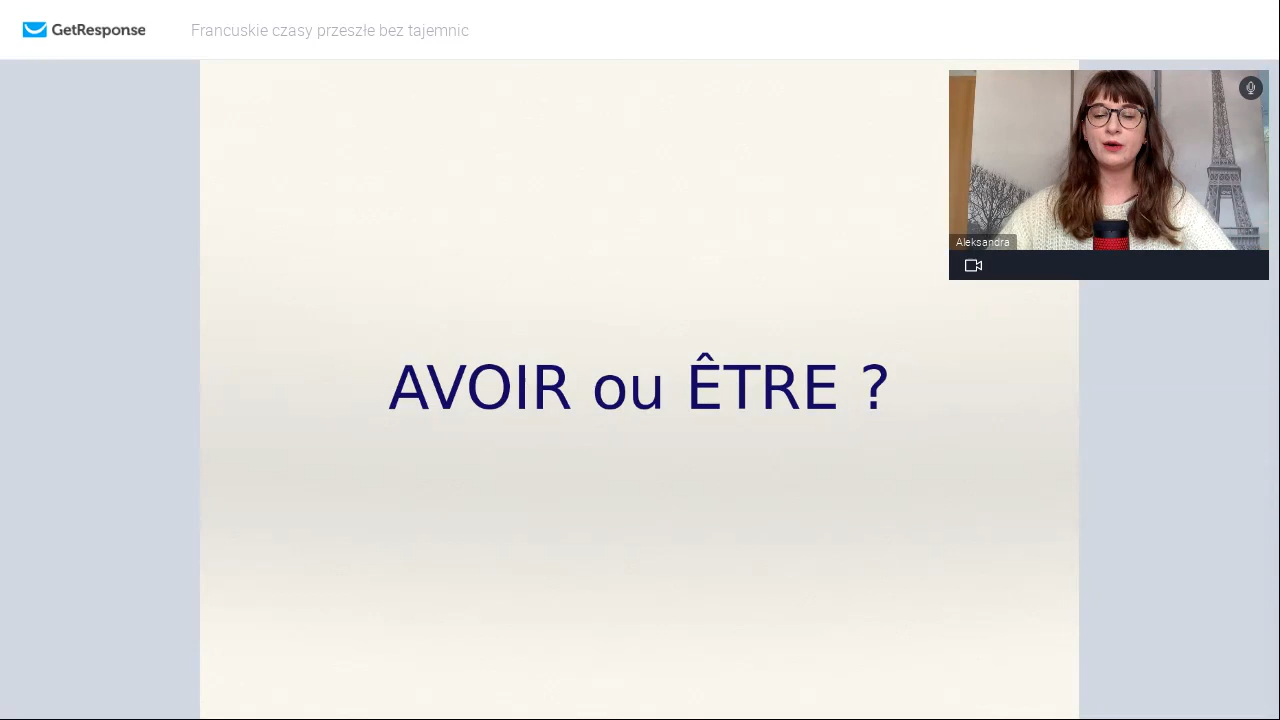 GetResponse
Francuskie czasy przeszłe bez tajemnic
Aleksandra
AVOIR ou ÊTRE ?